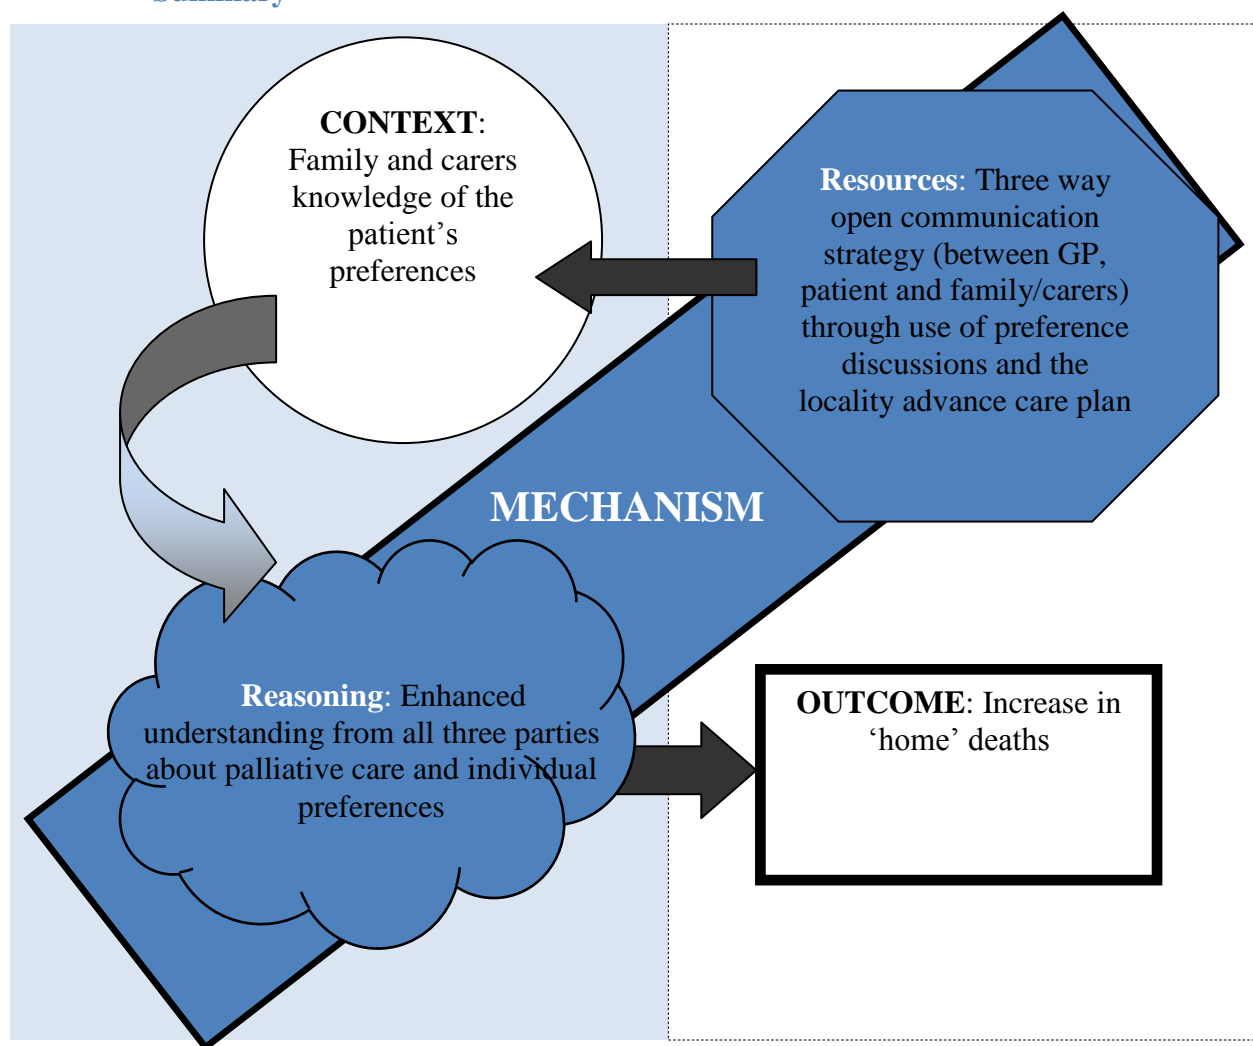 Summary
CONTEXT:
Family and carers
knowledge of the
patient’s
preferences
Resources: Three way
open communication
strategy (between GP,
patient and family/carers)
through use of preference
discussions and the
locality advance care plan
MECHANISM
Reasoning: Enhanced
understanding from all three parties
about palliative care and individual
preferences
OUTCOME: Increase in
‘home’ deaths